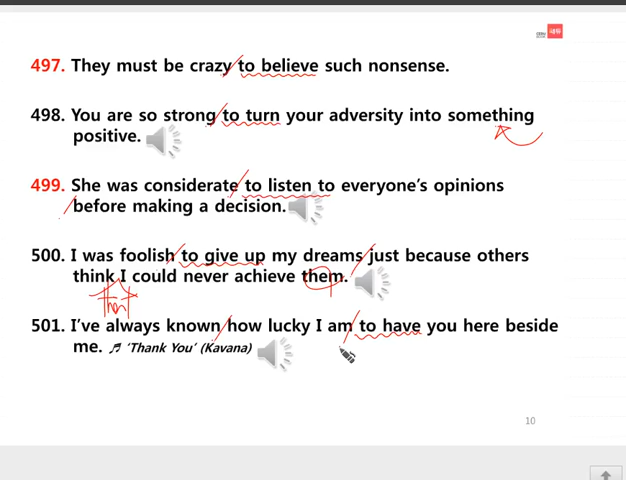 쎄듀
497. They must be crazy to believe such nonsense.
498. You are so strong to turn your adversity into something
positive.
499. She was considerate to listen to everyone's opinions
before making a decision.
500. I was foolish to give up my dreams just because others
think I could never achieve them.
that
501. I've always known how lucky I am to have you here beside
me. ♬ 'Thank You' (Kavana)
10